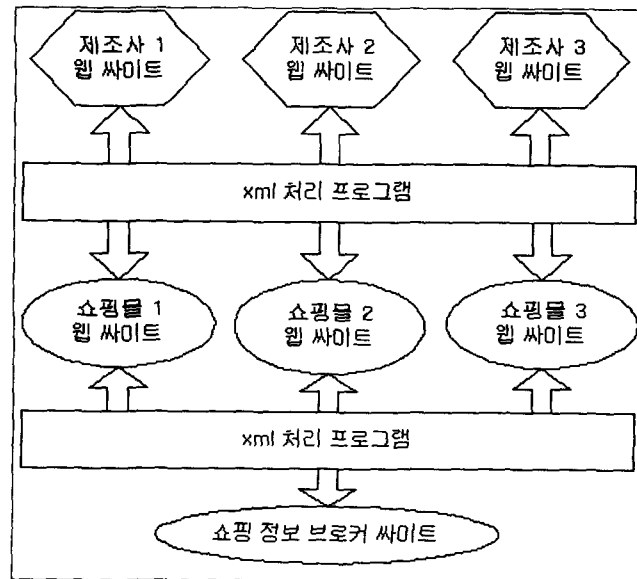 제조사 1
웹 싸이트
제조사 2
웹 싸이트
제조사 3
웹 싸이트
xml 처리 프로그램
쇼핑몰 1
웹 싸이트
쇼핑몰 2
웹 싸이트
쇼핑몰 3
웹 싸이트
xml 처리 프로그램
쇼핑 정보 브로커 싸이트